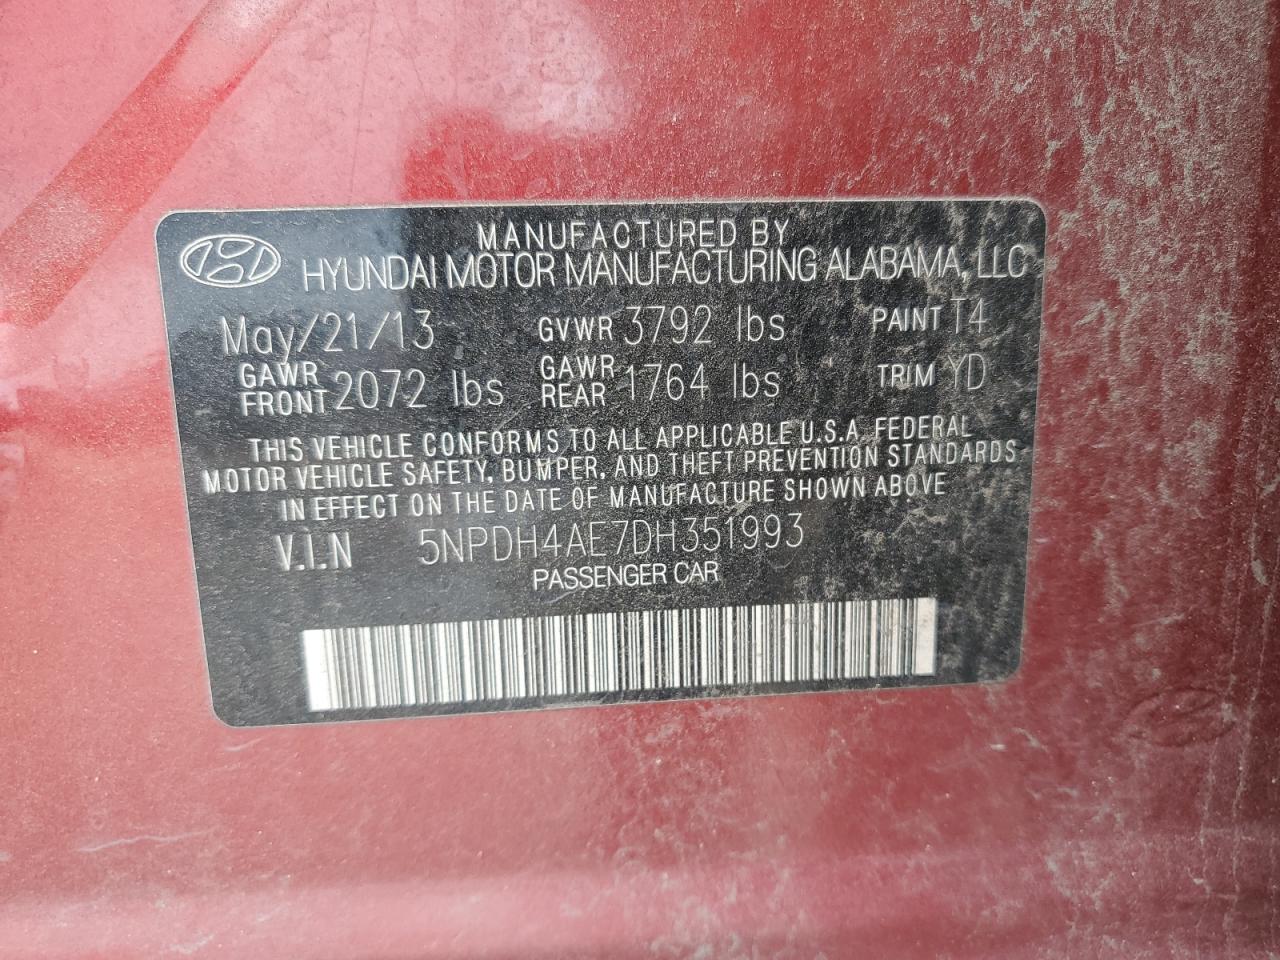 MANUFACTURED BY
HYUNDAI MOTOR MANUFACTURING ALABAMA, LLC
May/21/13 GVWR 3792 lbs PAINT T4
GAWR FRONT 2072 lbs GAWR REAR 1764 lbs TRIM YD
THIS VEHICLE CONFORMS TO ALL APPLICABLE U.S.A. FEDERAL
MOTOR VEHICLE SAFETY, BUMPER, AND THEFT PREVENTION STANDARDS
IN EFFECT ON THE DATE OF MANUFACTURE SHOWN ABOVE
V.I.N 5NPDH4AE7DH351993
PASSENGER CAR